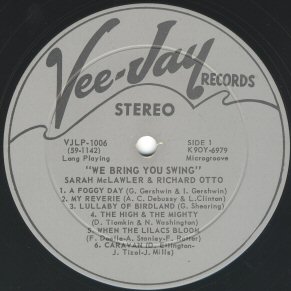 Vee-Jay
RECORDS
STEREO
VJLP-1006
(59-1142)
Long Playing
SIDE 1
K9OY-6979
Microgroove
"WE BRING YOU SWING"
SARAH McLAWLER & RICHARD OTTO
1. A FOGGY DAY (G. Gershwin & I. Gershwin)
2. MY REVERIE (A. C. Debussy & L. Clinton)
3. LULLABY OF BIRDLAND (G. Shearing)
4. THE HIGH & THE MIGHTY
(D. Tiomkin & N. Washington)
5. WHEN THE LILACS BLOOM
A. Stanley-F.
6. CARAVAN (D. Ellington-
J. Tizol-J. Mills)